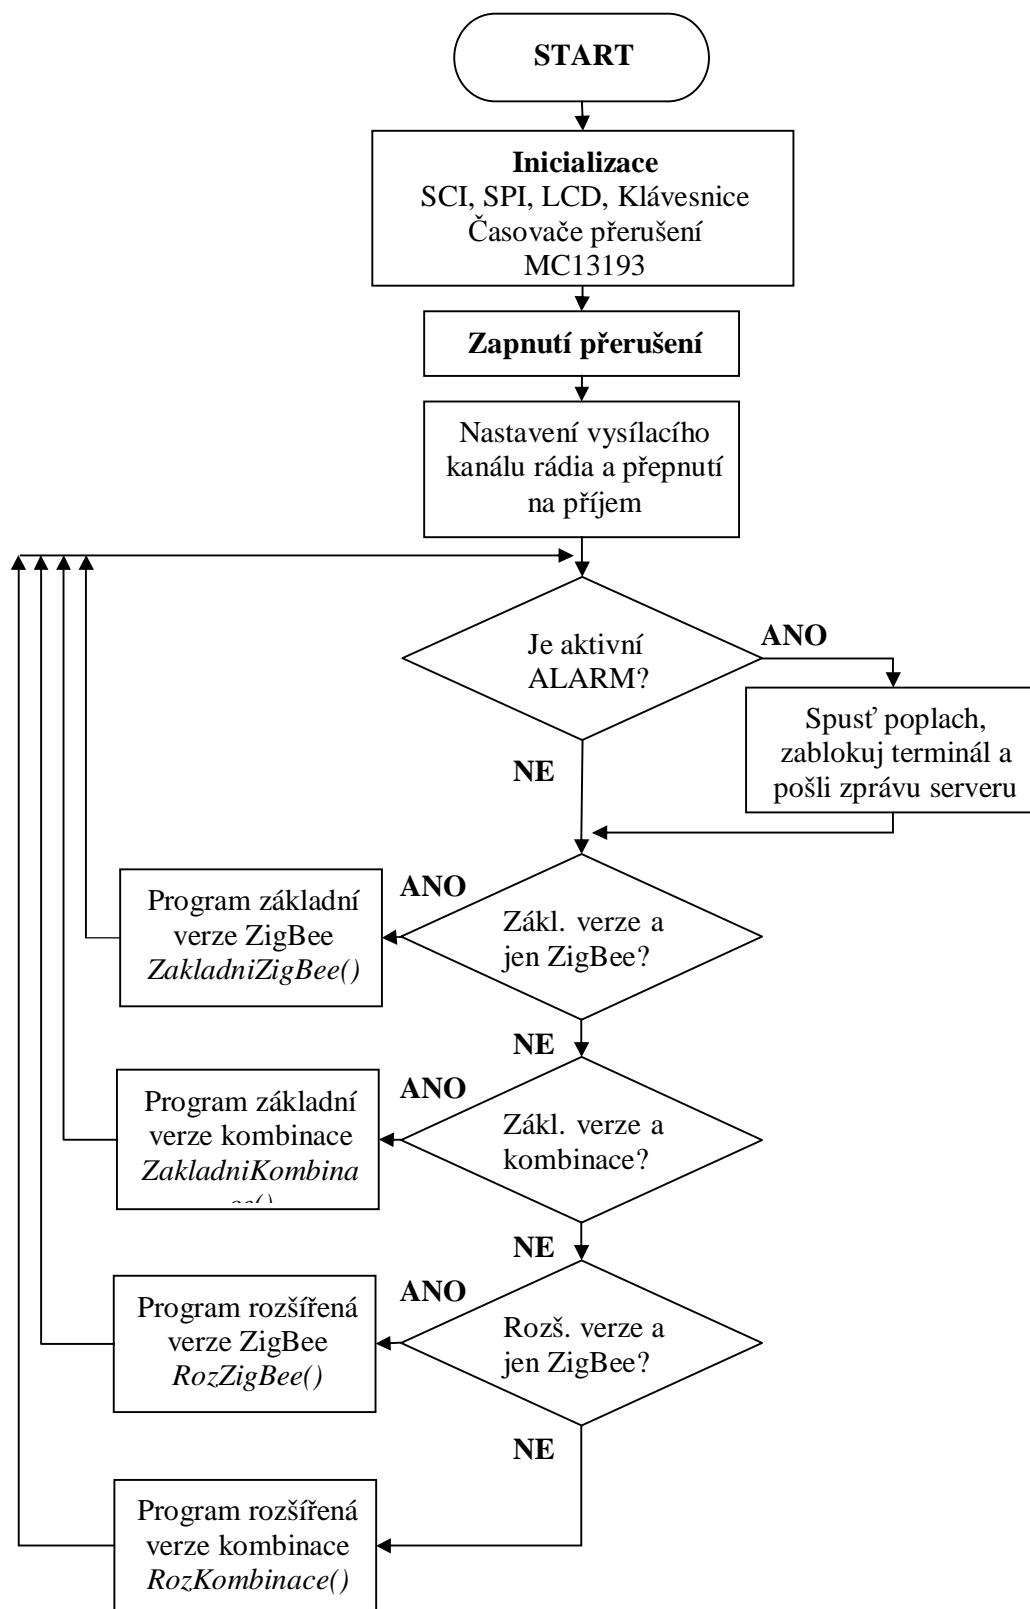 START
Inicializace
SCI, SPI, LCD, Klávesnice
Časovače přerušení
MC13193
Zapnutí přerušení
Nastavení vysílacího
kanálu rádia a přepnutí
na příjem
Je aktivní
ALARM?
ANO
Spusť poplach,
zablokuj terminál a
pošli zprávu serveru
NE
Zákl. verze a
jen ZigBee?
ANO
Program základní
verze ZigBee
ZakladniZigBee()
NE
Zákl. verze a
kombinace?
ANO
Program základní
verze kombinace
ZakladniKombina
ce()
NE
Rozš. verze a
jen ZigBee?
ANO
Program rozšířená
verze ZigBee
RozZigBee()
NE
Program rozšířená
verze kombinace
RozKombinace()